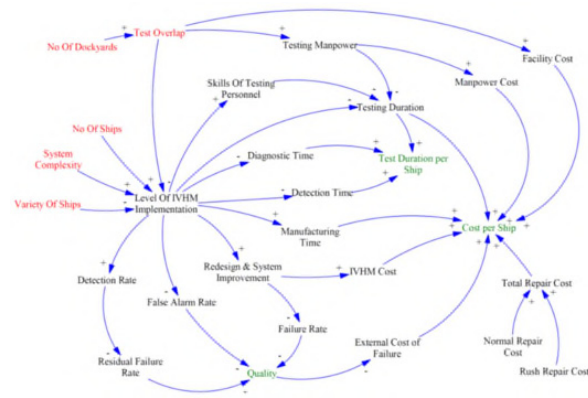 No Of Dockyards
Test Overlap
Testing Manpower
Facility Cost
Manpower Cost
Skills Of Testing
Personnel
Testing Duration
No Of Ships
System
Complexity
Diagnostic Time
Test Duration per
Ship
Variety Of Ships
Level Of IVHM
Implementation
Detection Time
Manufacturing
Time
Cost per Ship
Detection Rate
Redesign & System
Improvement
IVHM Cost
Total Repair Cost
False Alarm Rate
Failure Rate
External Cost of
Failure
Normal Repair
Cost
Rush Repair Cost
Residual Failure
Rate
Quality